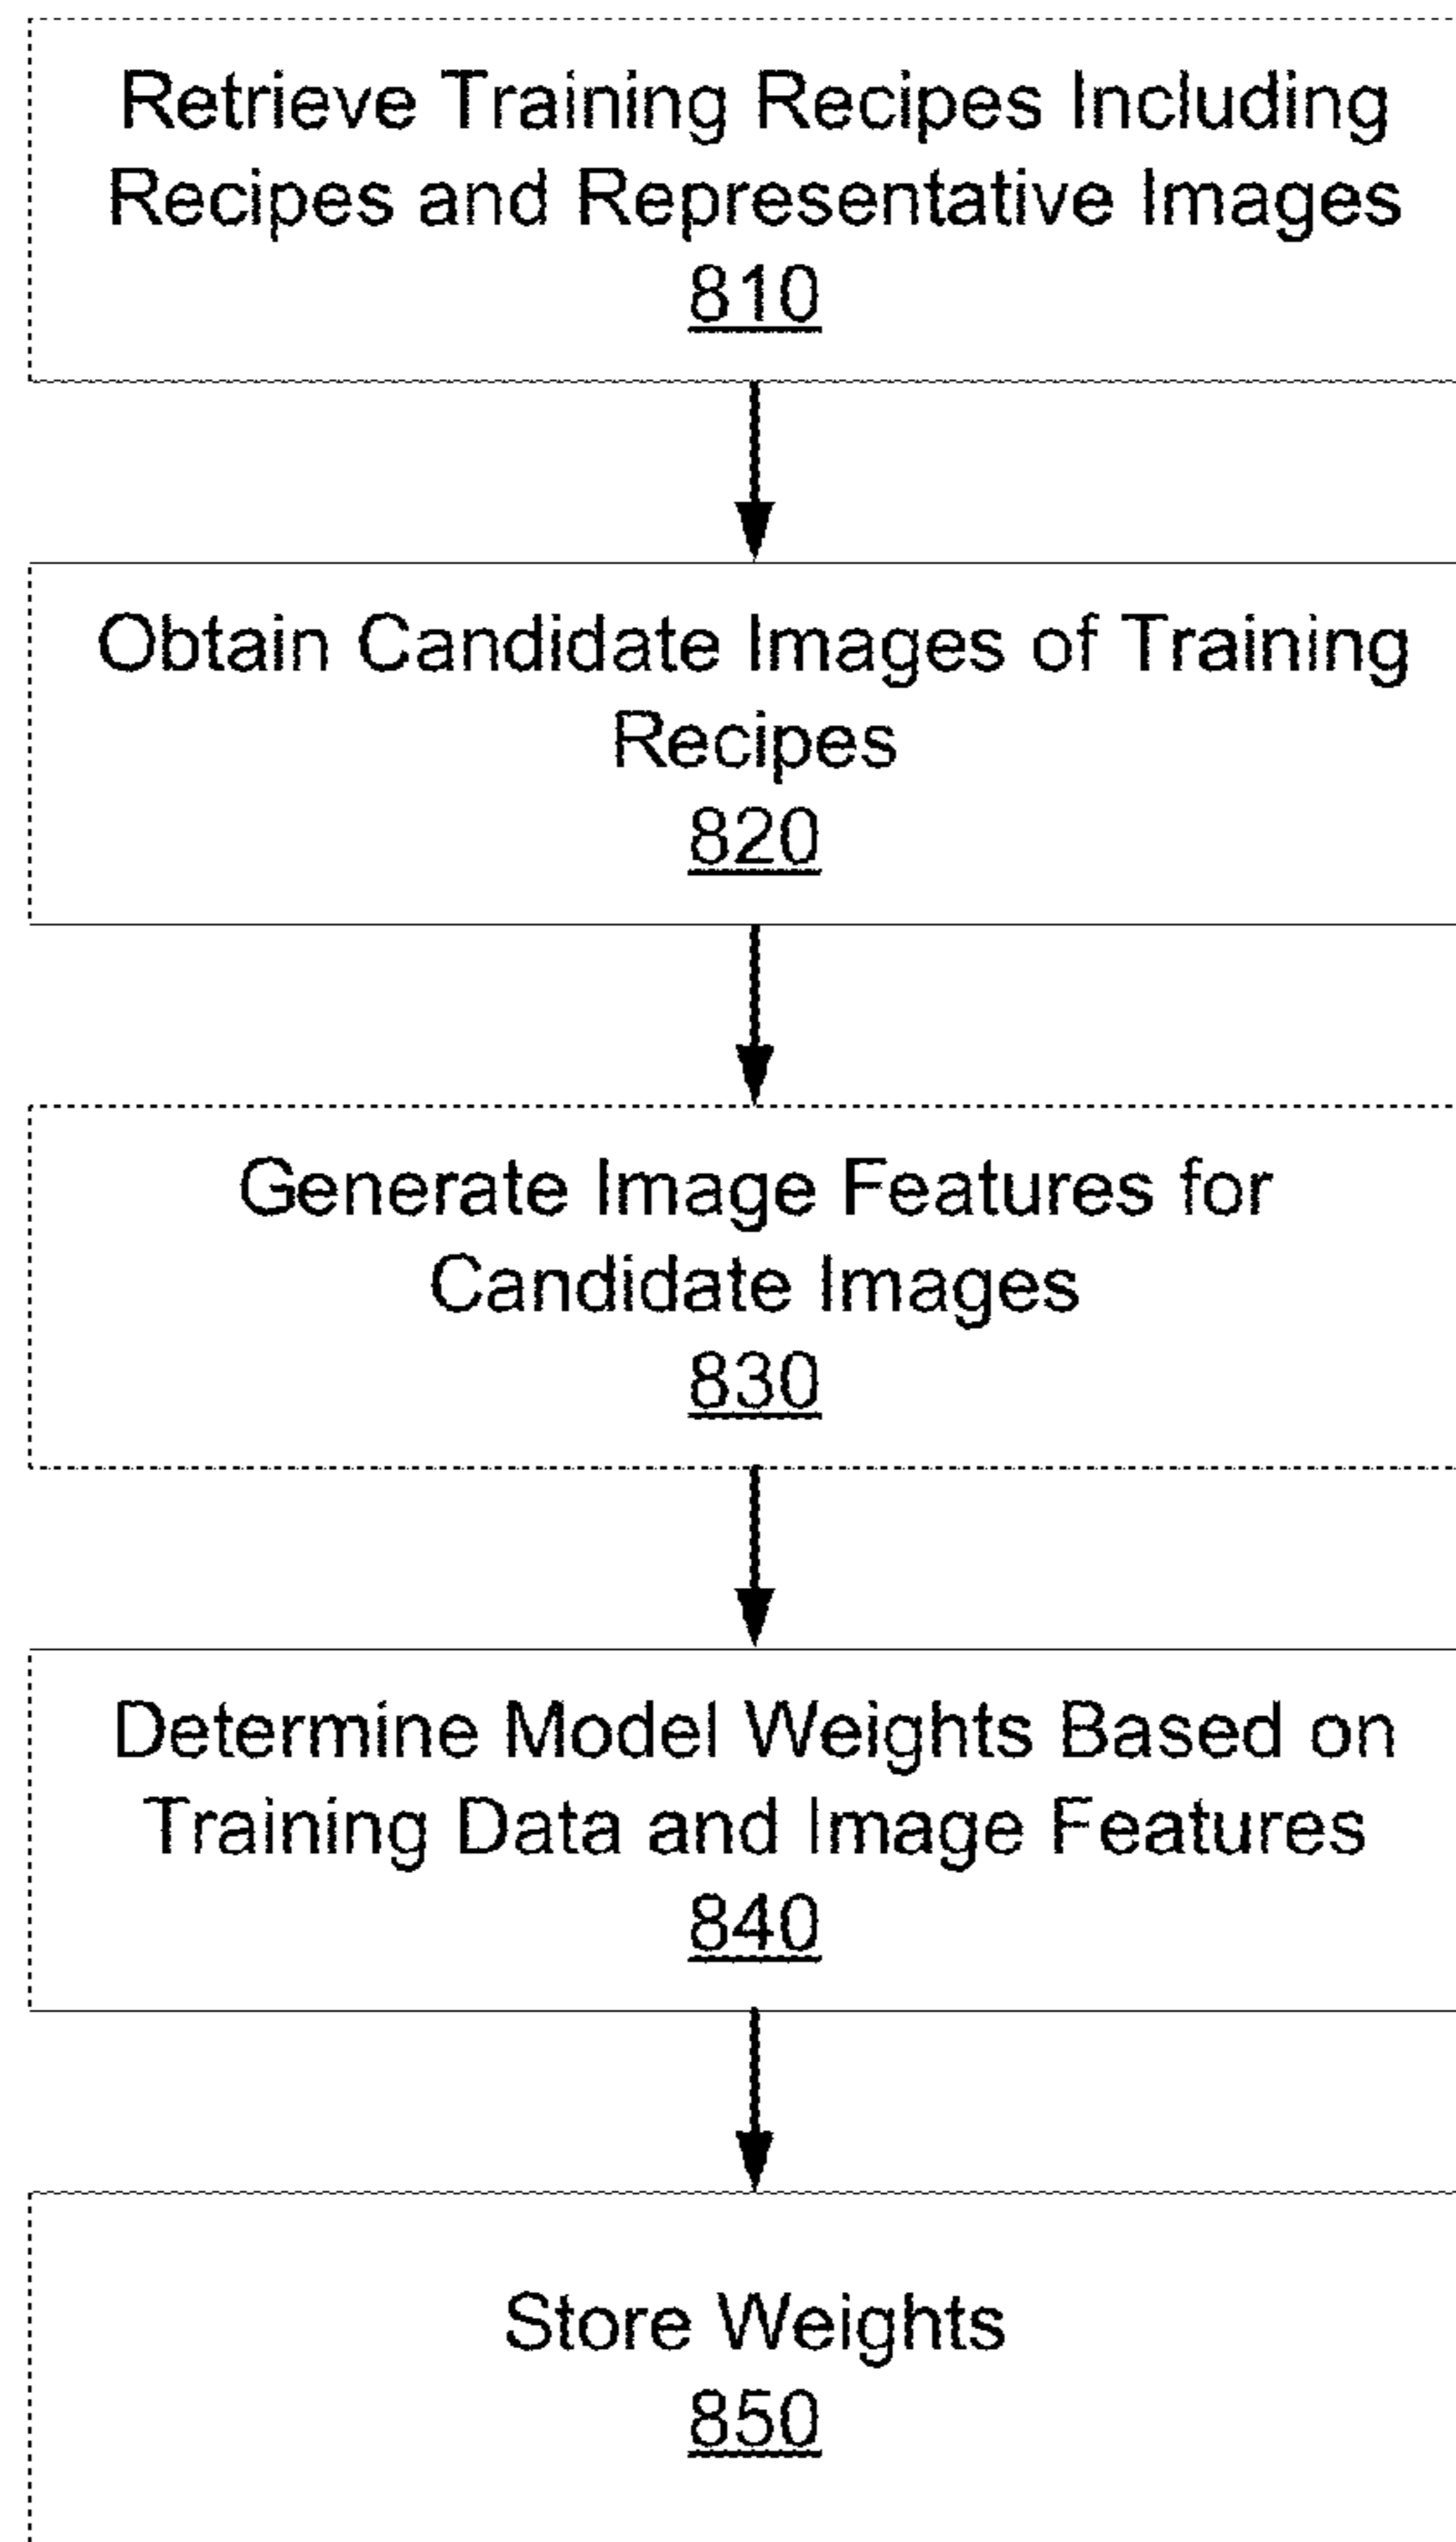 Retrieve Training Recipes Including
Recipes and Representative Images
810
Obtain Candidate Images of Training
Recipes
820
Generate Image Features for
Candidate Images
830
Determine Model Weights Based on
Training Data and Image Features
840
Store Weights
850